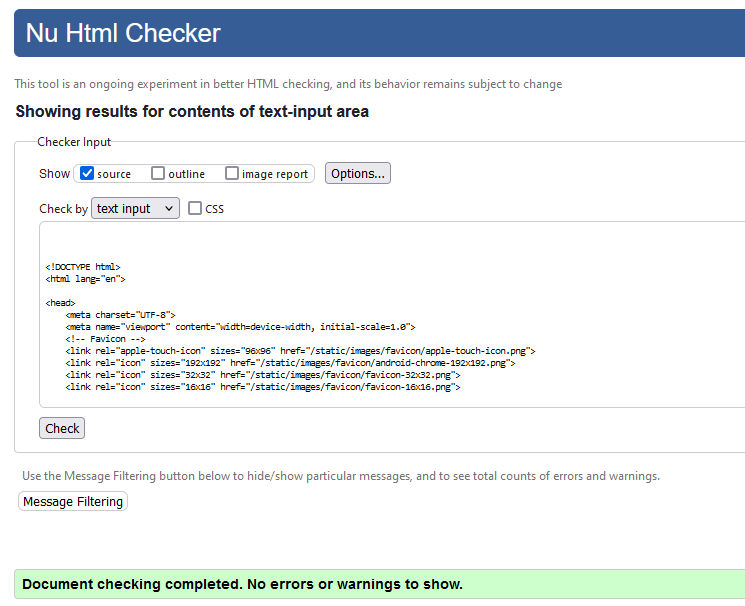 Nu Html Checker
This tool is an ongoing experiment in better HTML checking, and its behavior remains subject to change
Showing results for contents of text-input area
Checker Input
Show source outline image report Options...
Check by text input CSS
<!DOCTYPE html>
<html lang="en">
<head>
    <meta charset="UTF-8">
    <meta name="viewport" content="width=device-width, initial-scale=1.0">
    <!-- Favicon -->
    <link rel="apple-touch-icon" sizes="96x96" href="/static/images/favicon/apple-touch-icon.png">
    <link rel="icon" sizes="192x192" href="/static/images/favicon/android-chrome-192x192.png">
    <link rel="icon" sizes="32x32" href="/static/images/favicon/favicon-32x32.png">
    <link rel="icon" sizes="16x16" href="/static/images/favicon/favicon-16x16.png">
Check
Use the Message Filtering button below to hide/show particular messages, and to see total counts of errors and warnings.
Message Filtering
Document checking completed. No errors or warnings to show.